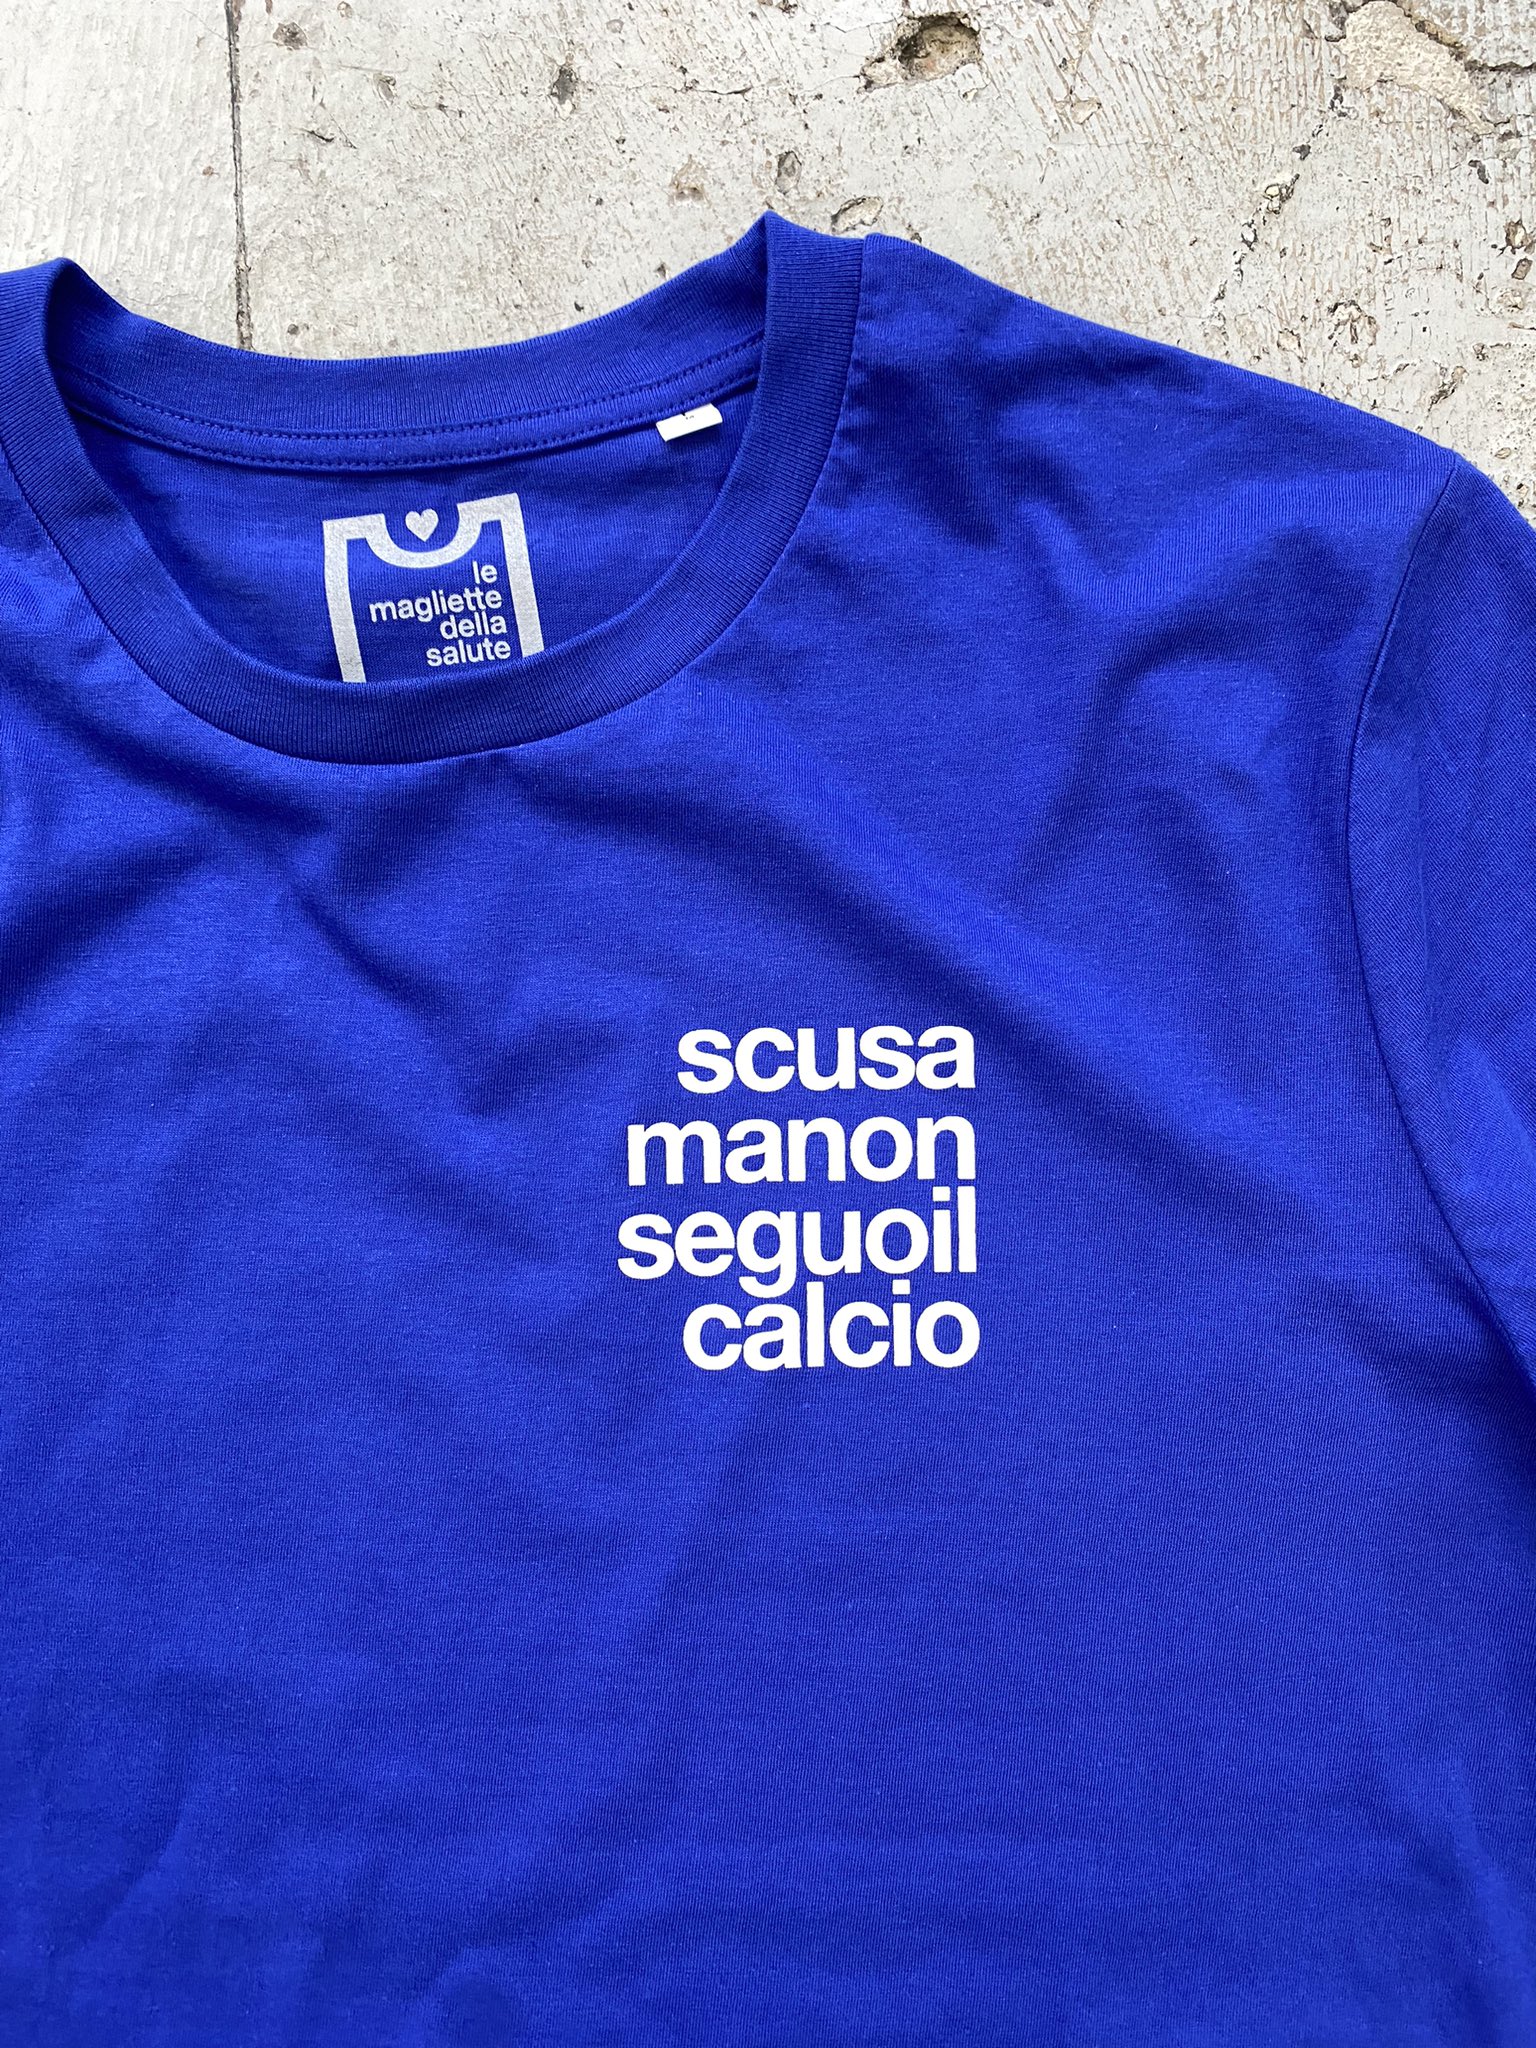 le
magliette
della
salute
scusa
manon
seguoil
calcio